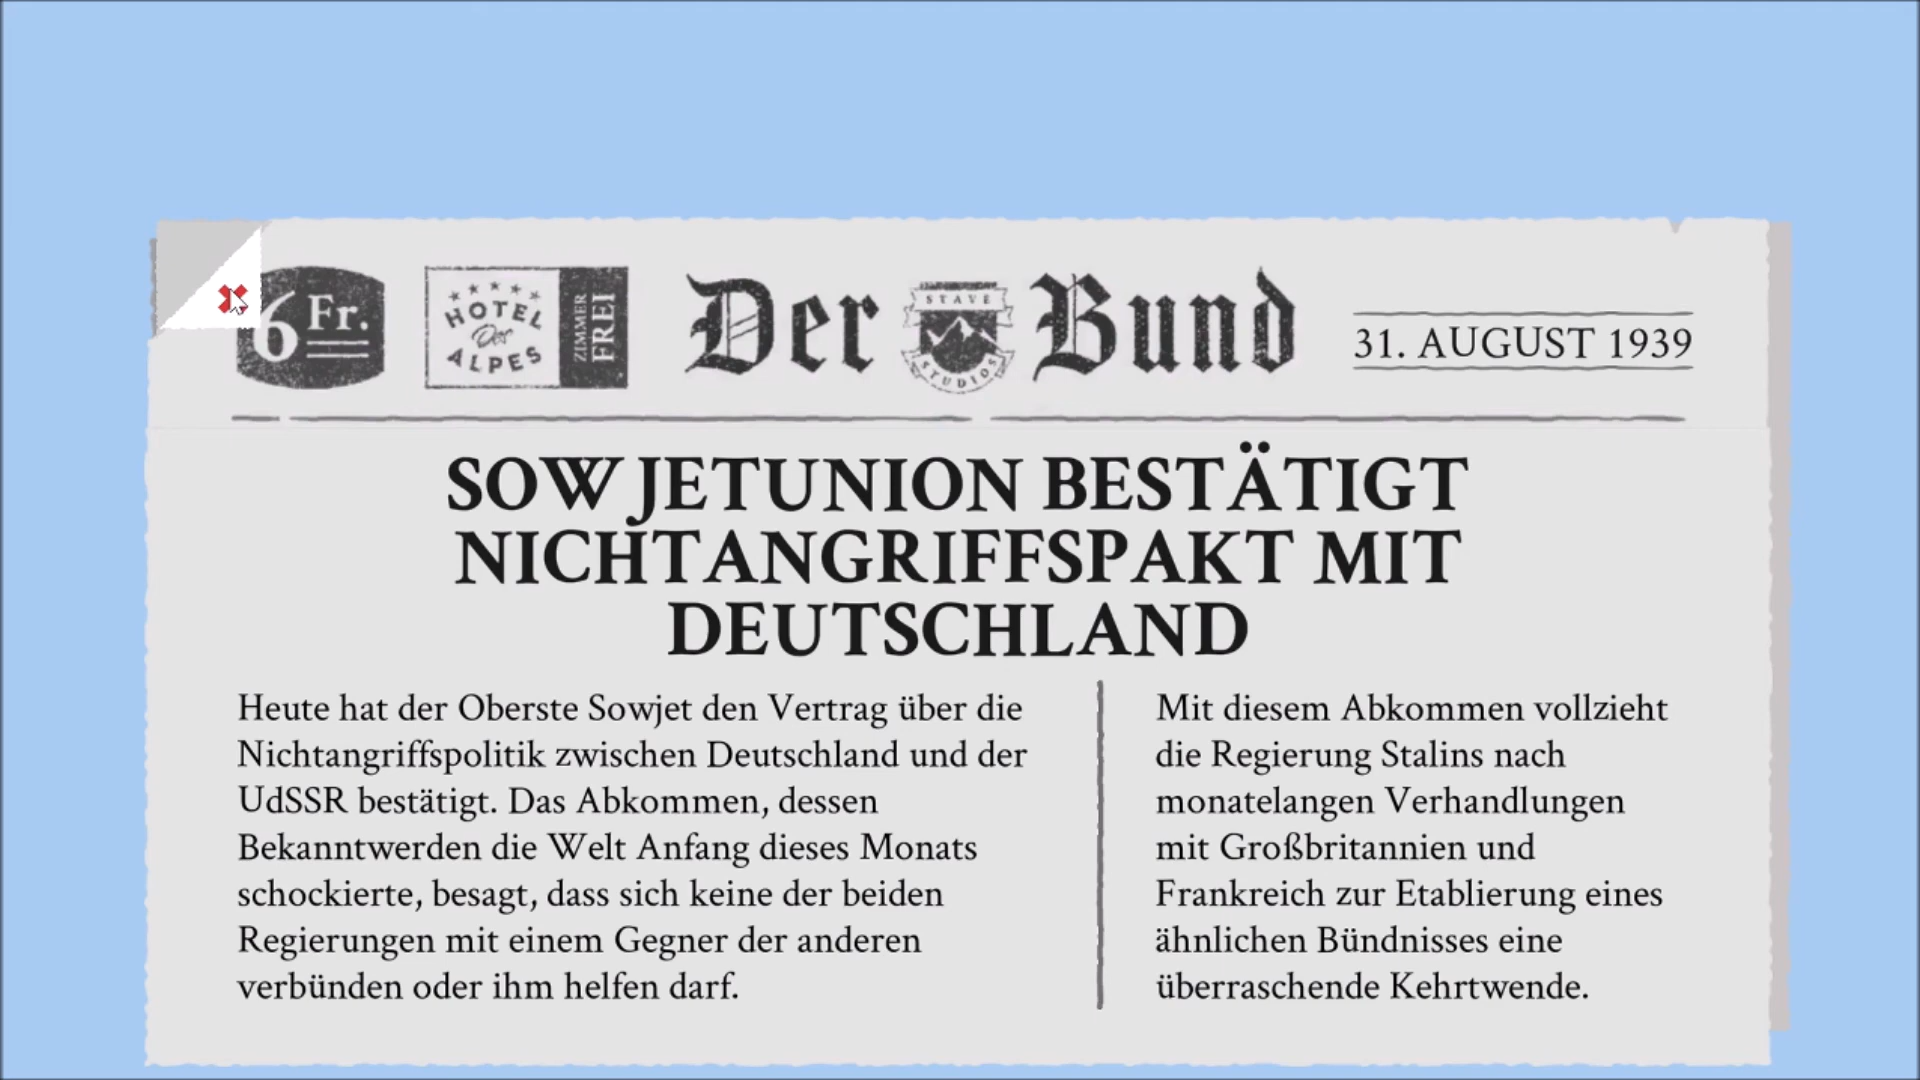 6 Fr.
HOTEL
Der
ALPES
ZIMMER
FREI
Der Bund
STAVE
STUDIOS
31. AUGUST 1939
SOWJETUNION BESTÄTIGT
NICHTANGRIFFSPAKT MIT
DEUTSCHLAND
Heute hat der Oberste Sowjet den Vertrag über die
Nichtangriffspolitik zwischen Deutschland und der
UdSSR bestätigt. Das Abkommen, dessen
Bekanntwerden die Welt Anfang dieses Monats
schockierte, besagt, dass sich keine der beiden
Regierungen mit einem Gegner der anderen
verbünden oder ihm helfen darf.
Mit diesem Abkommen vollzieht
die Regierung Stalins nach
monatelangen Verhandlungen
mit Großbritannien und
Frankreich zur Etablierung eines
ähnlichen Bündnisses eine
überraschende Kehrtwende.